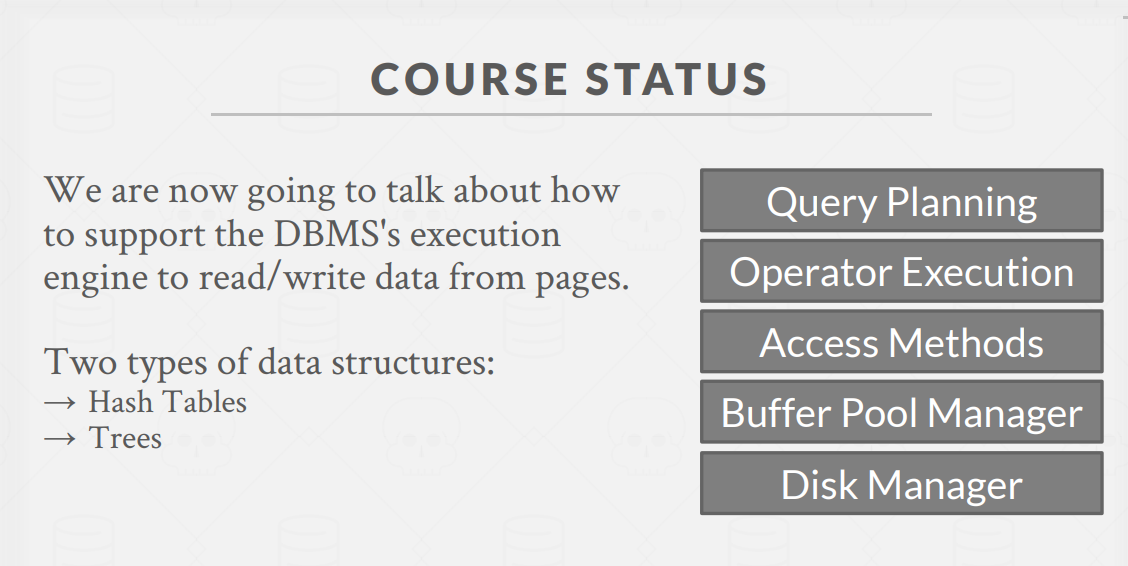 COURSE STATUS
We are now going to talk about how
to support the DBMS's execution
engine to read/write data from pages.
Two types of data structures:
→ Hash Tables
→ Trees
Query Planning
Operator Execution
Access Methods
Buffer Pool Manager
Disk Manager